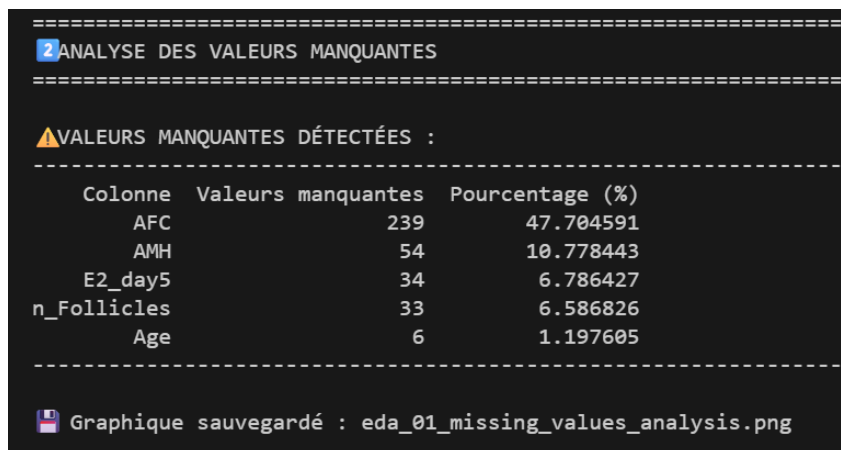 ================================================================
2️⃣ANALYSE DES VALEURS MANQUANTES
================================================================
⚠️VALEURS MANQUANTES DÉTECTÉES :
----------------------------------------------------------------
Colonne  Valeurs manquantes  Pourcentage (%)
AFC  239  47.704591
AMH  54  10.778443
E2_day5  34  6.786427
n_Follicles  33  6.586826
Age  6  1.197605
----------------------------------------------------------------
💾 Graphique sauvegardé : eda_01_missing_values_analysis.png